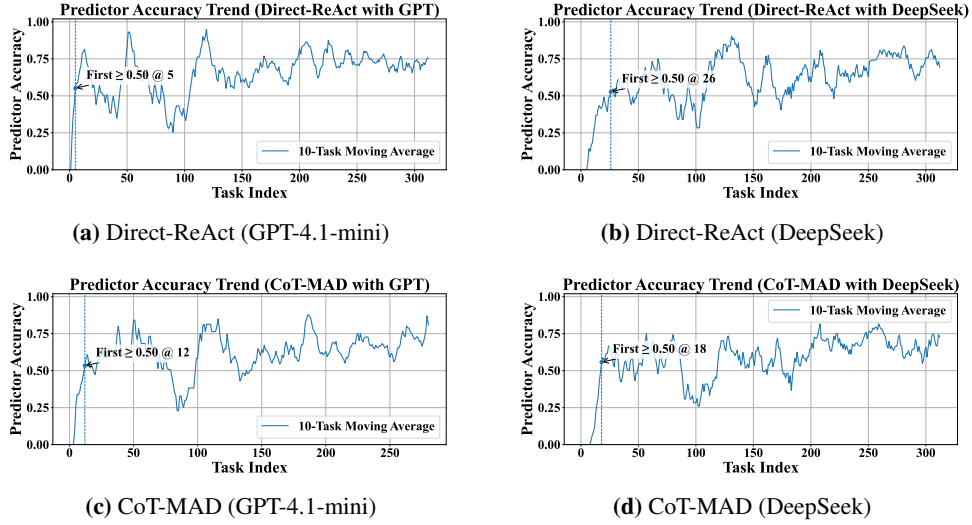 Predictor Accuracy Trend (Direct-ReAct with GPT)
Predictor Accuracy
1.00
0.75
0.50
0.25
0.00
First ≥ 0.50 @ 5
10-Task Moving Average
0 50 100 150 200 250 300
Task Index
(a) Direct-ReAct (GPT-4.1-mini)
Predictor Accuracy Trend (Direct-ReAct with DeepSeek)
Predictor Accuracy
1.00
0.75
0.50
0.25
0.00
First ≥ 0.50 @ 26
10-Task Moving Average
0 50 100 150 200 250 300
Task Index
(b) Direct-ReAct (DeepSeek)
Predictor Accuracy Trend (CoT-MAD with GPT)
Predictor Accuracy
1.00
0.75
0.50
0.25
0.00
First ≥ 0.50 @ 12
10-Task Moving Average
0 50 100 150 200 250
Task Index
(c) CoT-MAD (GPT-4.1-mini)
Predictor Accuracy Trend (CoT-MAD with DeepSeek)
Predictor Accuracy
1.00
0.75
0.50
0.25
0.00
10-Task Moving Average
First ≥ 0.50 @ 18
0 50 100 150 200 250 300
Task Index
(d) CoT-MAD (DeepSeek)